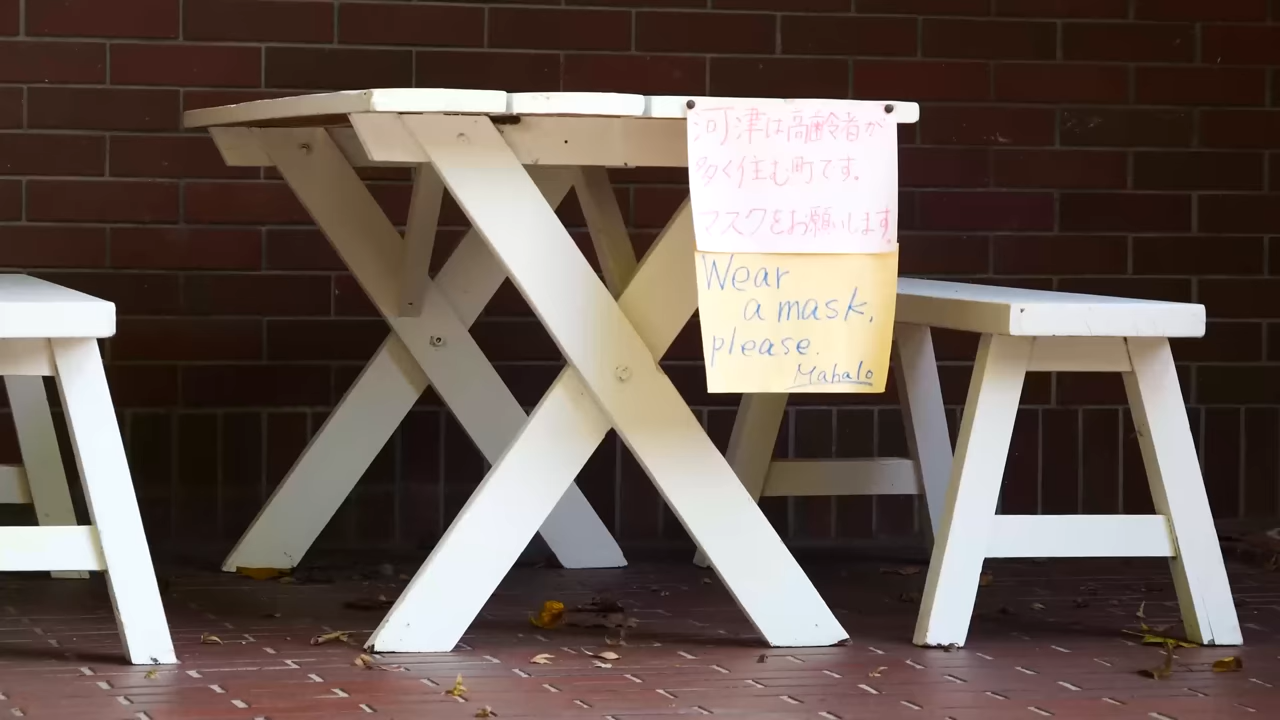 河津は高齢者が
多く住む町です。
マスクをお願いします。
Wear
a mask,
please.
Mahalo